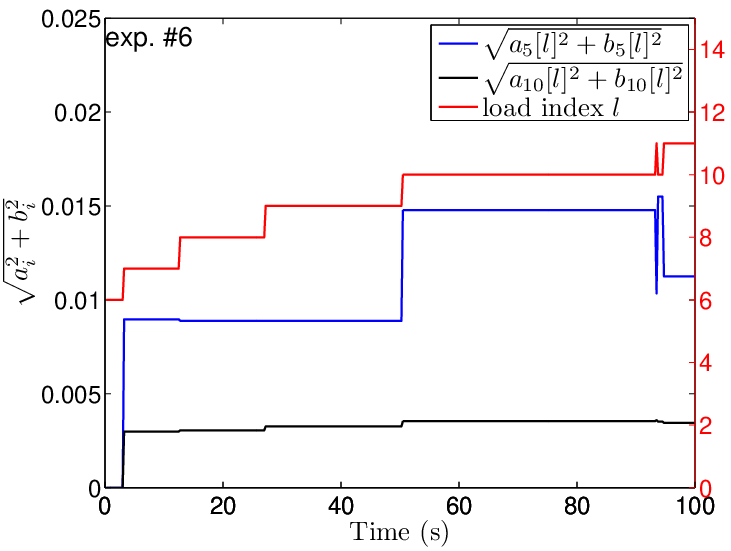 exp. #6
√(a₅[l]² + b₅[l]²)
√(a₁₀[l]² + b₁₀[l]²)
load index l
0.025
0.02
0.015
0.01
0.005
0
√(aᵢ² + bᵢ²)
14
12
10
8
6
4
2
0
0 20 40 60 80 100
Time (s)